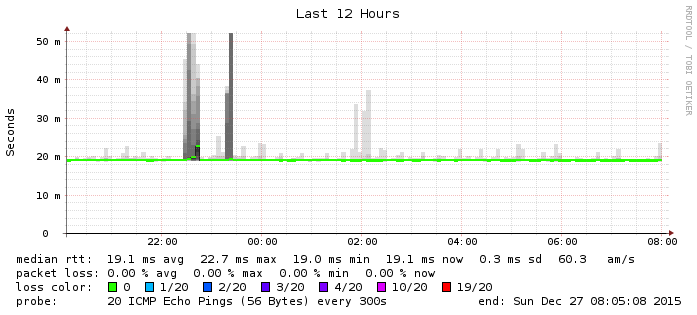 Last 12 Hours
RRDTOOL / TOBI OETIKER
Seconds
50 m
40 m
30 m
20 m
10 m
0
22:00 00:00 02:00 04:00 06:00 08:00
median rtt: 19.1 ms avg 22.7 ms max 19.0 ms min 19.1 ms now 0.3 ms sd 60.3 am/s
packet loss: 0.00 % avg 0.00 % max 0.00 % min 0.00 % now
loss color: 0 1/20 2/20 3/20 4/20 10/20 19/20
probe: 20 ICMP Echo Pings (56 Bytes) every 300s end: Sun Dec 27 08:05:08 2015